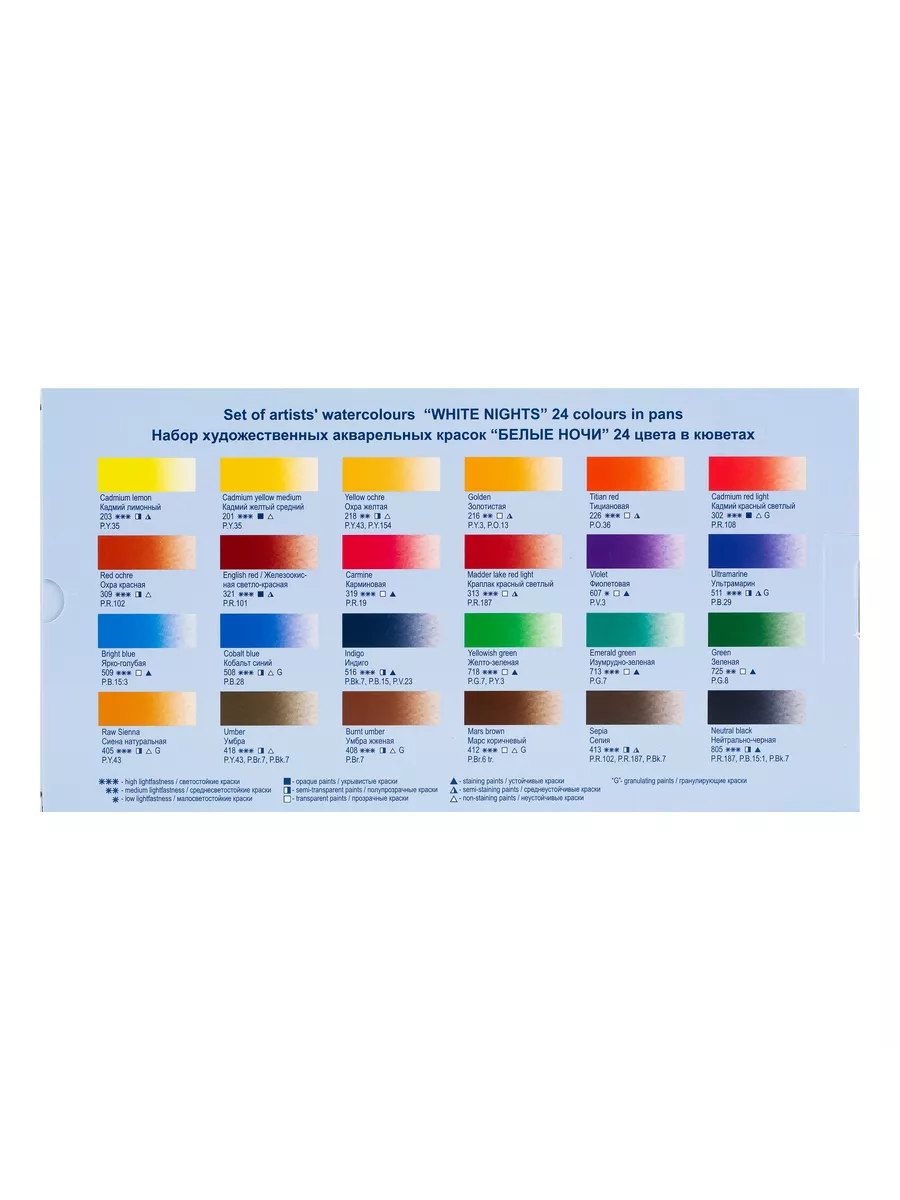 Set of artists' watercolours “WHITE NIGHTS” 24 colours in pans
Набор художественных акварельных красок “БЕЛЫЕ НОЧИ” 24 цвета в кюветах
Cadmium lemon
Кадмий лимонный
203 ✱✱✱
P.Y.35
Cadmium yellow medium
Кадмий желтый средний
201 ✱✱✱ ■ △
P.Y.35
Yellow ochre
Охра желтая
218 ✱✱ ◨ △
P.Y.43, P.Y.154
Golden
Золотистая
216 ✱✱ □ ◮
P.Y.3, P.O.13
Titian red
Тициановая
226 ✱✱✱ □ ◮
P.O.36
Cadmium red light
Кадмий красный светлый
302 ✱✱✱ ■ △ G
P.R.108
Red ochre
Охра красная
309 ✱✱✱ ◨ △
P.R.102
English red / Железоокис-
ная светло-красная
321 ✱✱✱ ■ ◮
P.R.101
Carmine
Карминовая
319 ✱✱✱ □ ▲
P.R.19
Madder lake red light
Краплак красный светлый
313 ✱✱✱ □ ◮
P.R.187
Violet
Фиолетовая
607 ✱ □ ▲
P.V.3
Ultramarine
Ультрамарин
511 ✱✱✱ ◨ ◮ G
P.B.29
Bright blue
Ярко-голубая
509 ✱✱✱ □ ▲
P.B.15:3
Cobalt blue
Кобальт синий
508 ✱✱✱ ◨ △ G
P.B.28
Indigo
Индиго
516 ✱✱✱ ◨ ▲
P.Bk.7, P.B.15, P.V.23
Yellowish green
Желто-зеленая
718 ✱✱✱ □ ▲
P.G.7, P.Y.3
Emerald green
Изумрудно-зеленая
713 ✱✱✱ □ ▲
P.G.7
Green
Зеленая
725 ✱✱ □ ▲
P.G.8
Raw Sienna
Сиена натуральная
405 ✱✱✱ ◨ △ G
P.Y.43
Umber
Умбра
418 ✱✱✱ ◨ △
P.Y.43, P.Br.7, P.Bk.7
Burnt umber
Умбра жженая
408 ✱✱✱ ◨ △ G
P.Br.7
Mars brown
Марс коричневый
412 ✱✱✱ □ △ G
P.Br.6 tr.
Sepia
Сепия
413 ✱✱✱ ◨ ◮
P.R.102, P.R.187, P.Bk.7
Neutral black
Нейтрально-черная
805 ✱✱✱ ◨ ▲
P.R.187, P.B.15:1, P.Bk.7
✱✱✱ - high lightfastness / светостойкие краски
✱✱ - medium lightfastness / среднесветостойкие краски
✱ - low lightfastness / малосветостойкие краски
■ - opaque paints / укрывистые краски
◨ - semi-transparent paints / полупрозрачные краски
□ - transparent paints / прозрачные краски
▲ - staining paints / устойчивые краски
◮ - semi-staining paints / среднеустойчивые краски
△ - non-staining paints / неустойчивые краски
"G"- granulating paints / гранулирующие краски